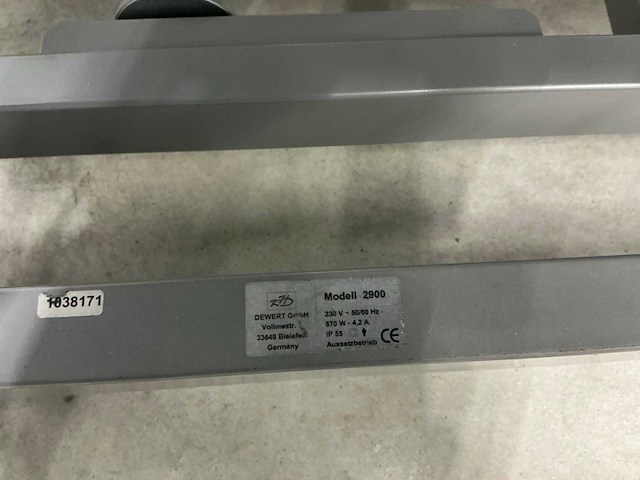 1038171
DEWERT GmbH
Vollmestr.
33649 Bielefe
Germany
Modell 2900
230 V ~ 50/60 Hz
870 W - 4,2 A
IP 55
Aussetzbetrieb CE